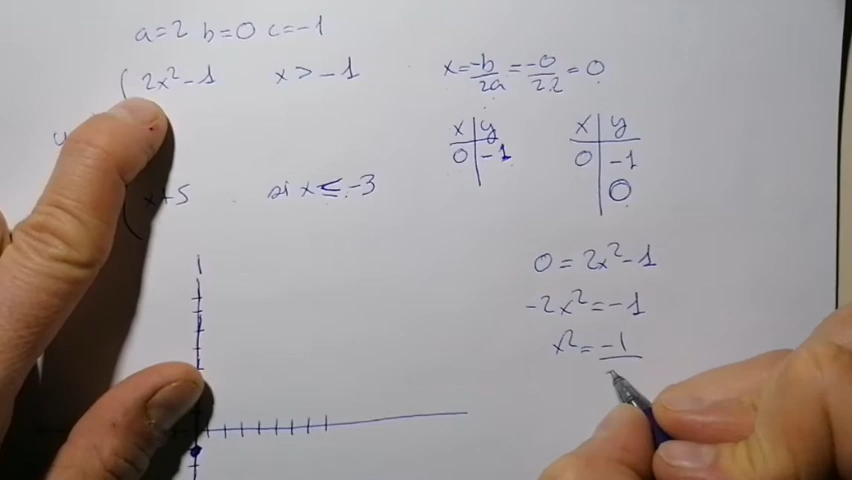 a=2 b=0 c=-1
2x²-1 x>-1
x=-b/2a=-0/2.2=0
y
x+5 si x≤-3
x y
0 -1
x y
0 -1
0
0=2x²-1
-2x²=-1
x²=-1